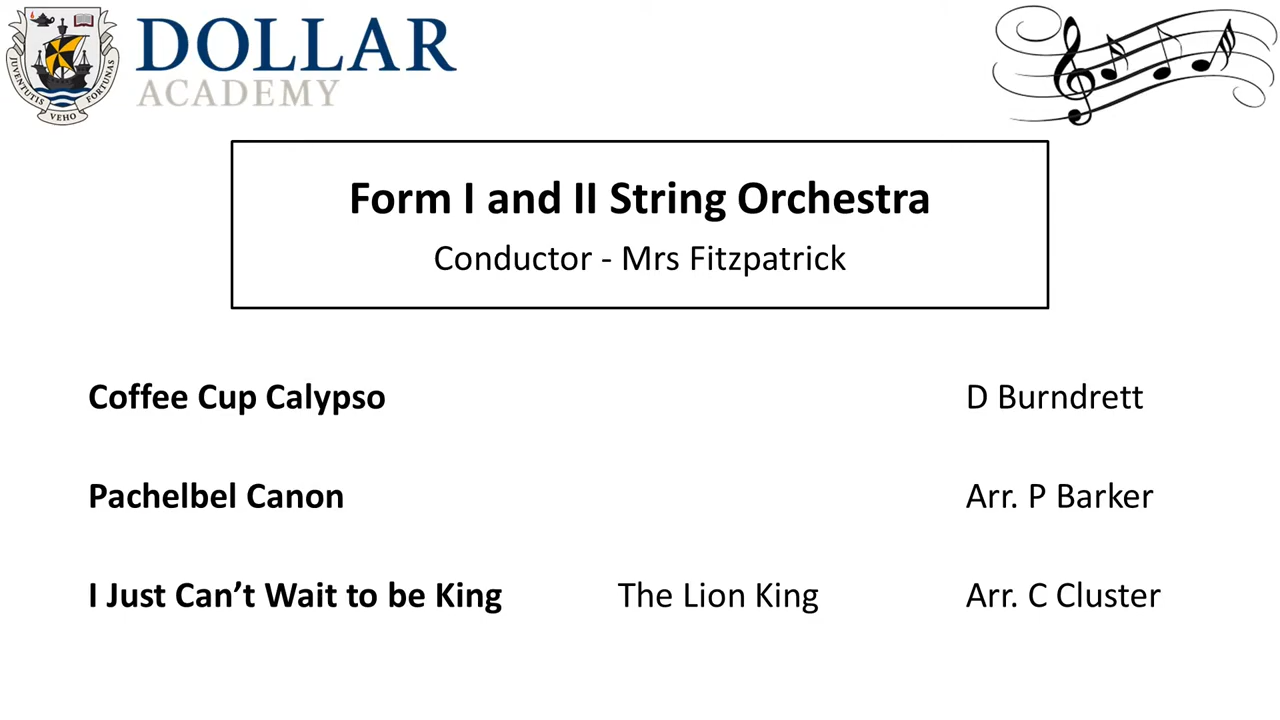 JUVENTUTIS VEHO FORTUNAS
DOLLAR
ACADEMY
Form I and II String Orchestra
Conductor - Mrs Fitzpatrick
Coffee Cup Calypso D Burndrett
Pachelbel Canon Arr. P Barker
I Just Can’t Wait to be King The Lion King Arr. C Cluster